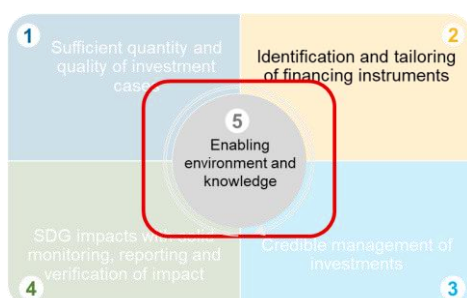 1
Sufficient quantity and
quality of investment
cases
2
Identification and tailoring
of financing instruments
5
Enabling
environment and
knowledge
SDG impacts with solid
monitoring, reporting and
verification of impact
4
Credible management of
investments
3